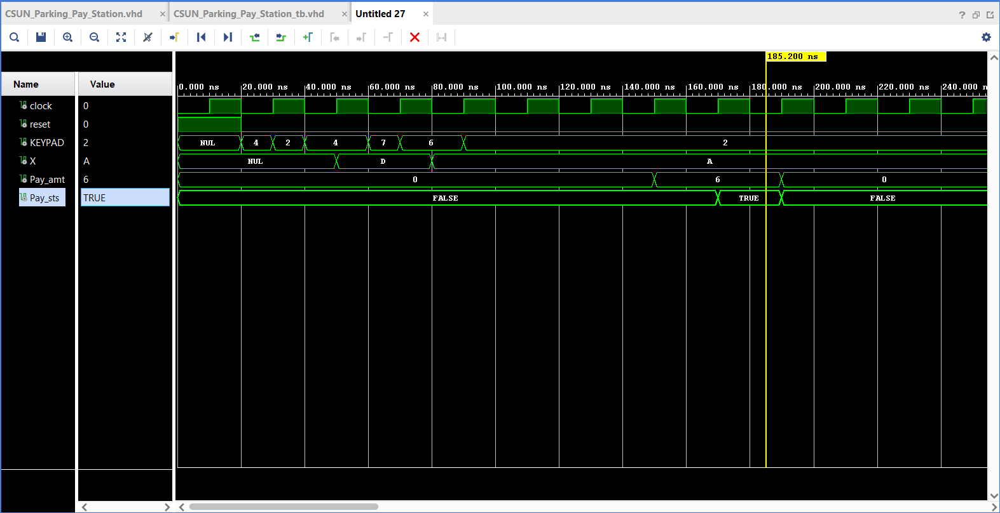 CSUN_Parking_Pay_Station.vhd × CSUN_Parking_Pay_Station_tb.vhd × Untitled 27 × ?
185.200 ns
Name Value 0.000 ns 20.000 ns 40.000 ns 60.000 ns 80.000 ns 100.000 ns 120.000 ns 140.000 ns 160.000 ns 180.000 ns 200.000 ns 220.000 ns 240.000 n
clock 0
reset 0
KEYPAD 2 NUL 4 2 4 7 6 2
X A NUL D A
Pay_amt 6 0 6 0
Pay_sts TRUE FALSE TRUE FALSE